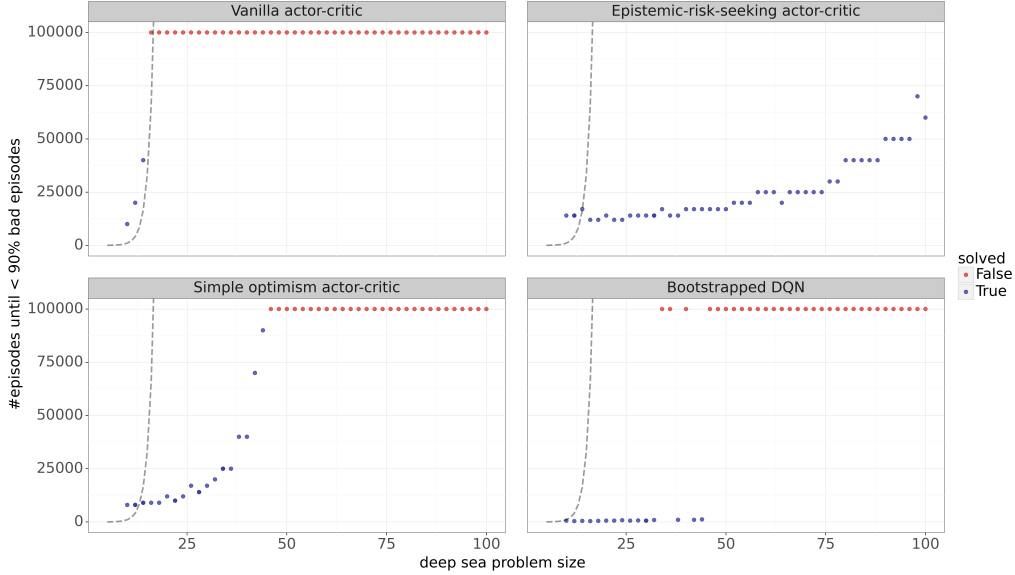 Vanilla actor-critic
Epistemic-risk-seeking actor-critic
100000
75000
50000
25000
0
Simple optimism actor-critic
Bootstrapped DQN
100000
75000
50000
25000
0
25 50 75 100
25 50 75 100
deep sea problem size
#episodes until < 90% bad episodes
solved
False
True